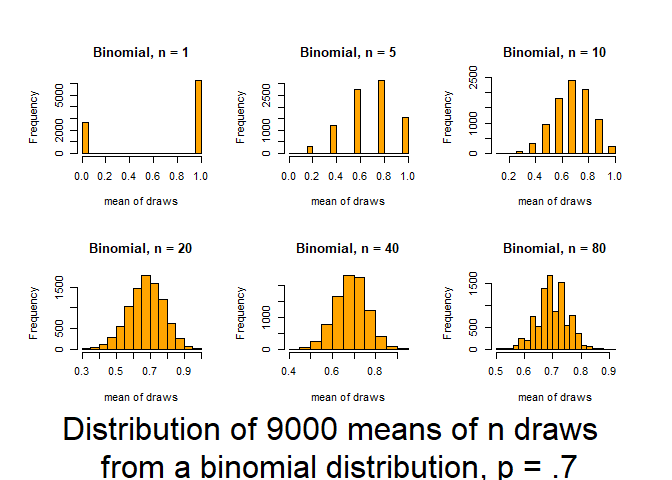 Binomial, n = 1
Frequency
0 2000 5000
0.0 0.2 0.4 0.6 0.8 1.0
mean of draws
Binomial, n = 5
Frequency
0 1000 2500
0.0 0.2 0.4 0.6 0.8 1.0
mean of draws
Binomial, n = 10
Frequency
0 1000 2500
0.2 0.4 0.6 0.8 1.0
mean of draws
Binomial, n = 20
Frequency
0 500 1500
0.3 0.5 0.7 0.9
mean of draws
Binomial, n = 40
Frequency
0 1000
0.4 0.6 0.8
mean of draws
Binomial, n = 80
Frequency
0 500 1500
0.5 0.6 0.7 0.8 0.9
mean of draws
Distribution of 9000 means of n draws
from a binomial distribution, p = .7